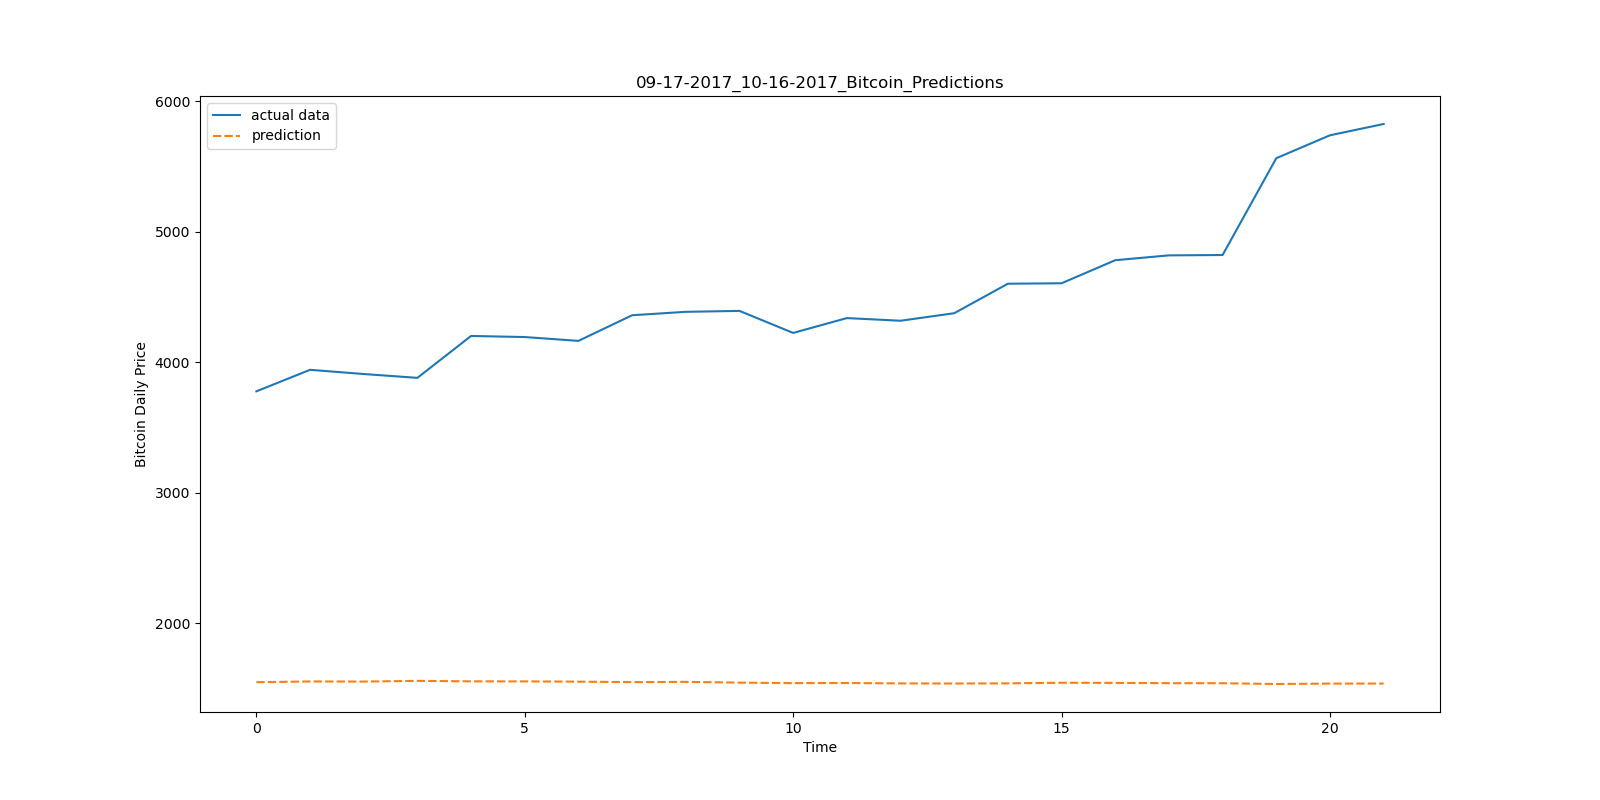 09-17-2017_10-16-2017_Bitcoin_Predictions
actual data
prediction
6000
5000
4000
3000
2000
Bitcoin Daily Price
0 5 10 15 20
Time